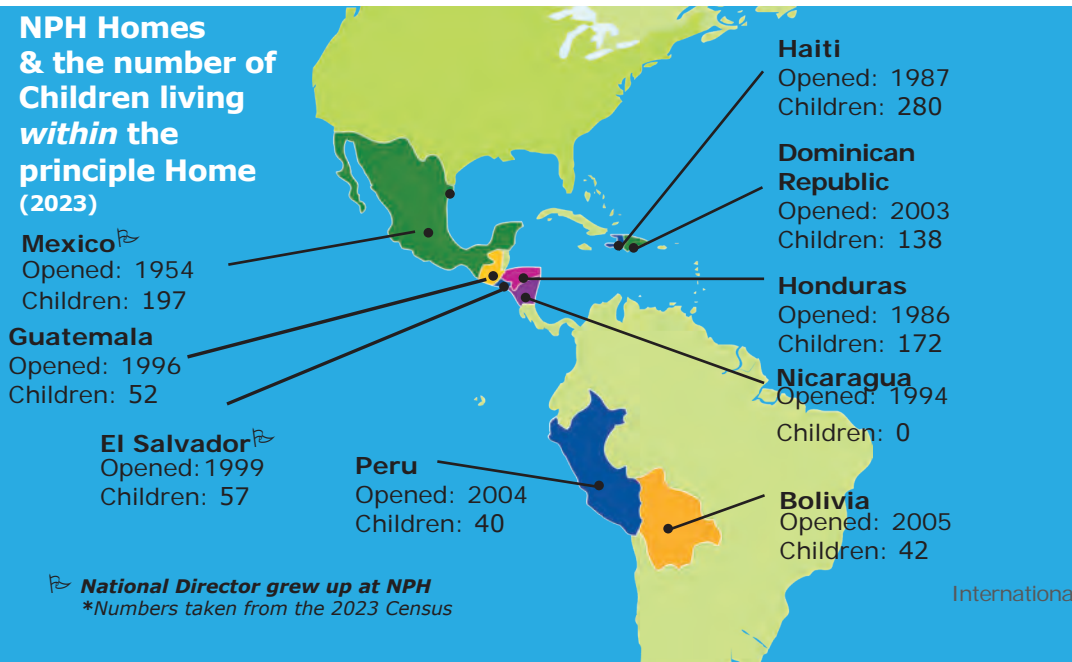 NPH Homes
& the number of
Children living
within the
principle Home
(2023)
Mexico
Opened: 1954
Children: 197
Guatemala
Opened: 1996
Children: 52
El Salvador
Opened: 1999
Children: 57
Peru
Opened: 2004
Children: 40
Haiti
Opened: 1987
Children: 280
Dominican
Republic
Opened: 2003
Children: 138
Honduras
Opened: 1986
Children: 172
Nicaragua
Opened: 1994
Children: 0
Bolivia
Opened: 2005
Children: 42
National Director grew up at NPH
*Numbers taken from the 2023 Census
Internationa